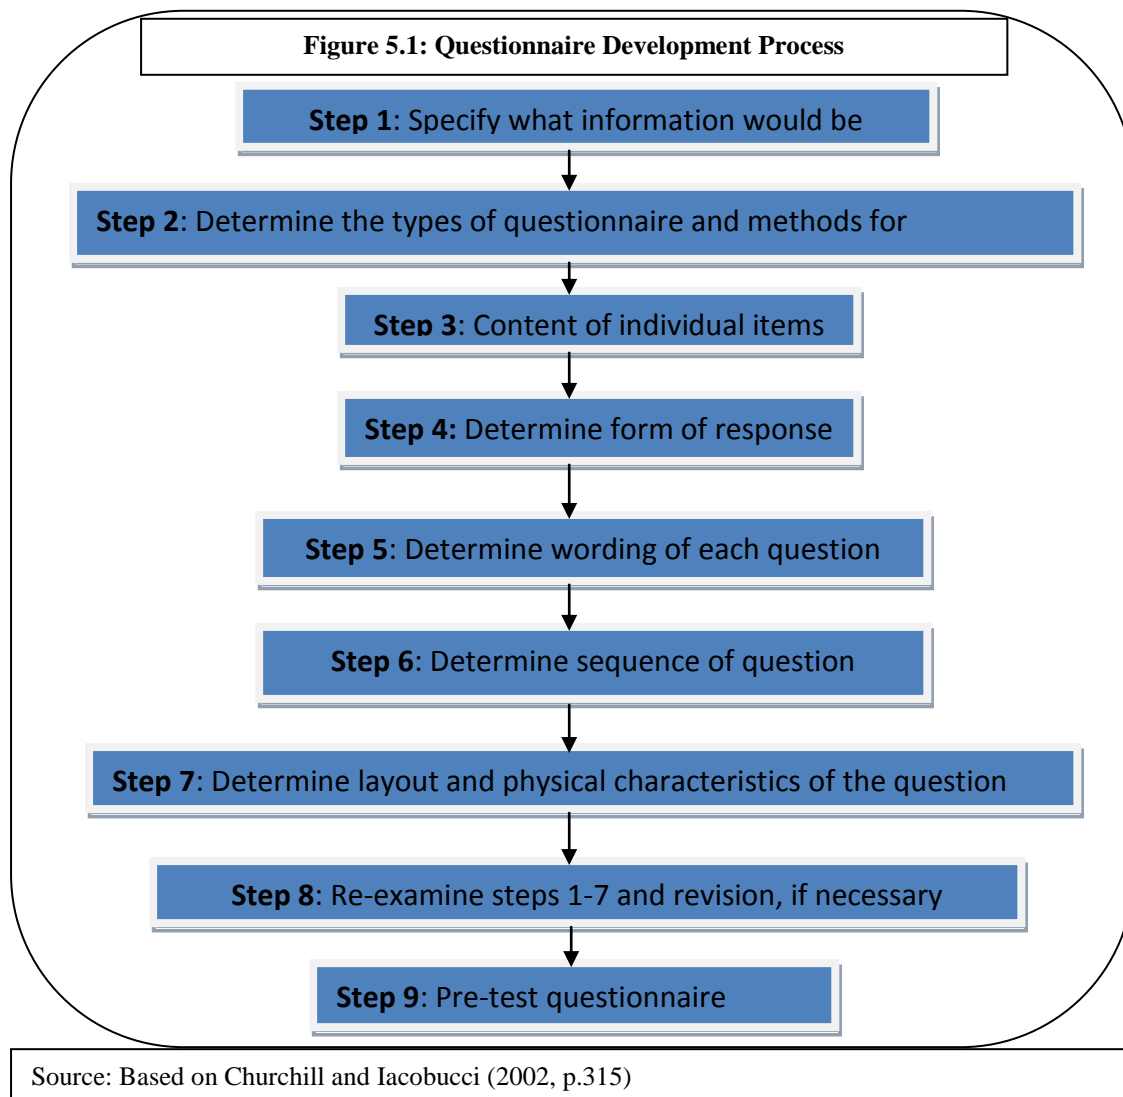 Figure 5.1: Questionnaire Development Process
Step 1: Specify what information would be
Step 2: Determine the types of questionnaire and methods for
Step 3: Content of individual items
Step 4: Determine form of response
Step 5: Determine wording of each question
Step 6: Determine sequence of question
Step 7: Determine layout and physical characteristics of the question
Step 8: Re-examine steps 1-7 and revision, if necessary
Step 9: Pre-test questionnaire
Source: Based on Churchill and Iacobucci (2002, p.315)